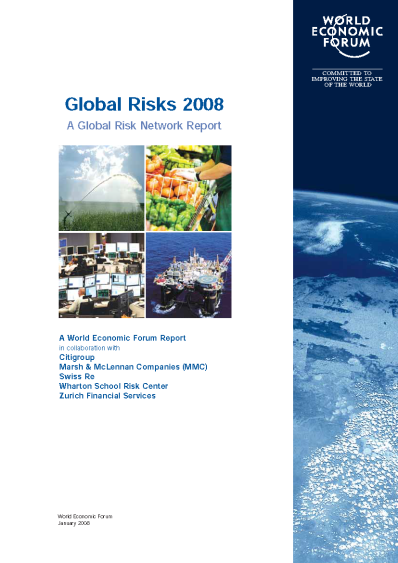 WORLD
ECONOMIC
FORUM
COMMITTED TO
IMPROVING THE STATE
OF THE WORLD
Global Risks 2008
A Global Risk Network Report
A World Economic Forum Report
in collaboration with
Citigroup
Marsh & McLennan Companies (MMC)
Swiss Re
Wharton School Risk Center
Zurich Financial Services
World Economic Forum
January 2008